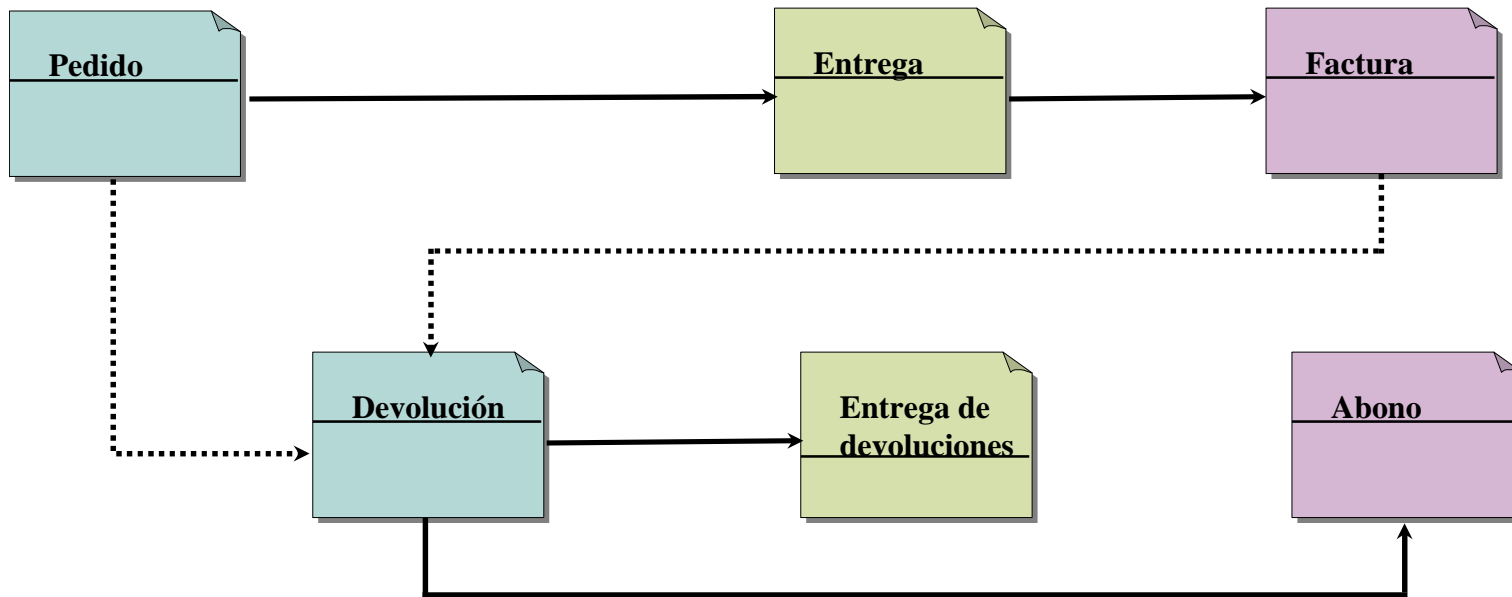 Pedido
Entrega
Factura
Devolución
Entrega de
devoluciones
Abono